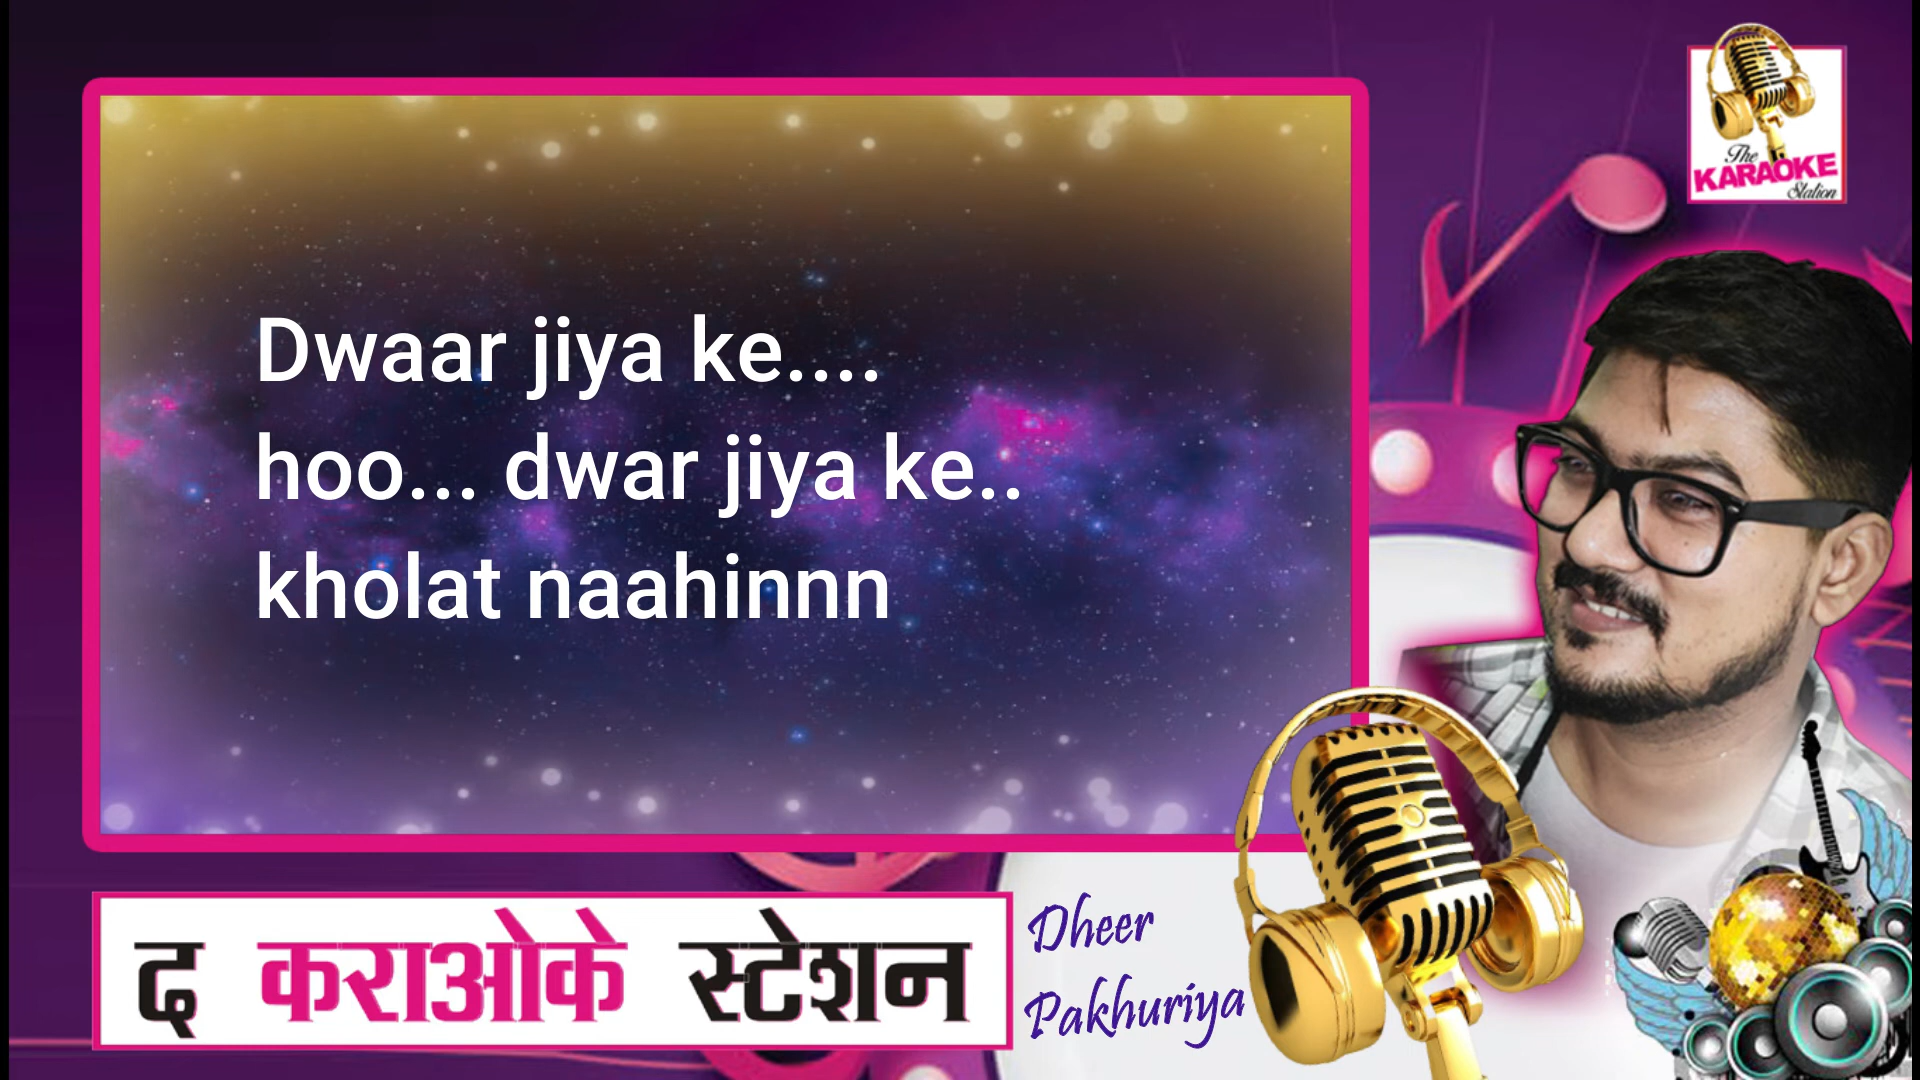 The
KARAOKE
Station
Dwaar jiya ke....
hoo... dwar jiya ke..
kholat naahinnn
द कराओके स्टेशन
Dheer
Pakhuriya